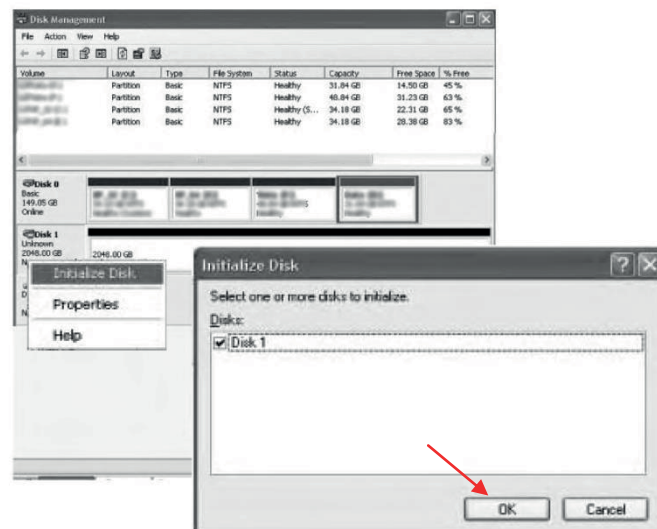 Disk Management
File Action View Help
Volume Layout Type File System Status Capacity Free Space % Free
Partition Basic NTFS Healthy 31.84 GB 14.50 GB 45 %
Partition Basic NTFS Healthy 48.84 GB 31.23 GB 63 %
Partition Basic NTFS Healthy (S... 34.18 GB 22.31 GB 65 %
Partition Basic NTFS Healthy 34.18 GB 28.38 GB 83 %
Disk 0
Basic
149.05 GB
Online
Disk 1
Unknown
2048.00 GB 2048.00 GB
Initialize Disk
Properties
Help
Initialize Disk
Select one or more disks to initialize.
Disks:
Disk 1
OK Cancel